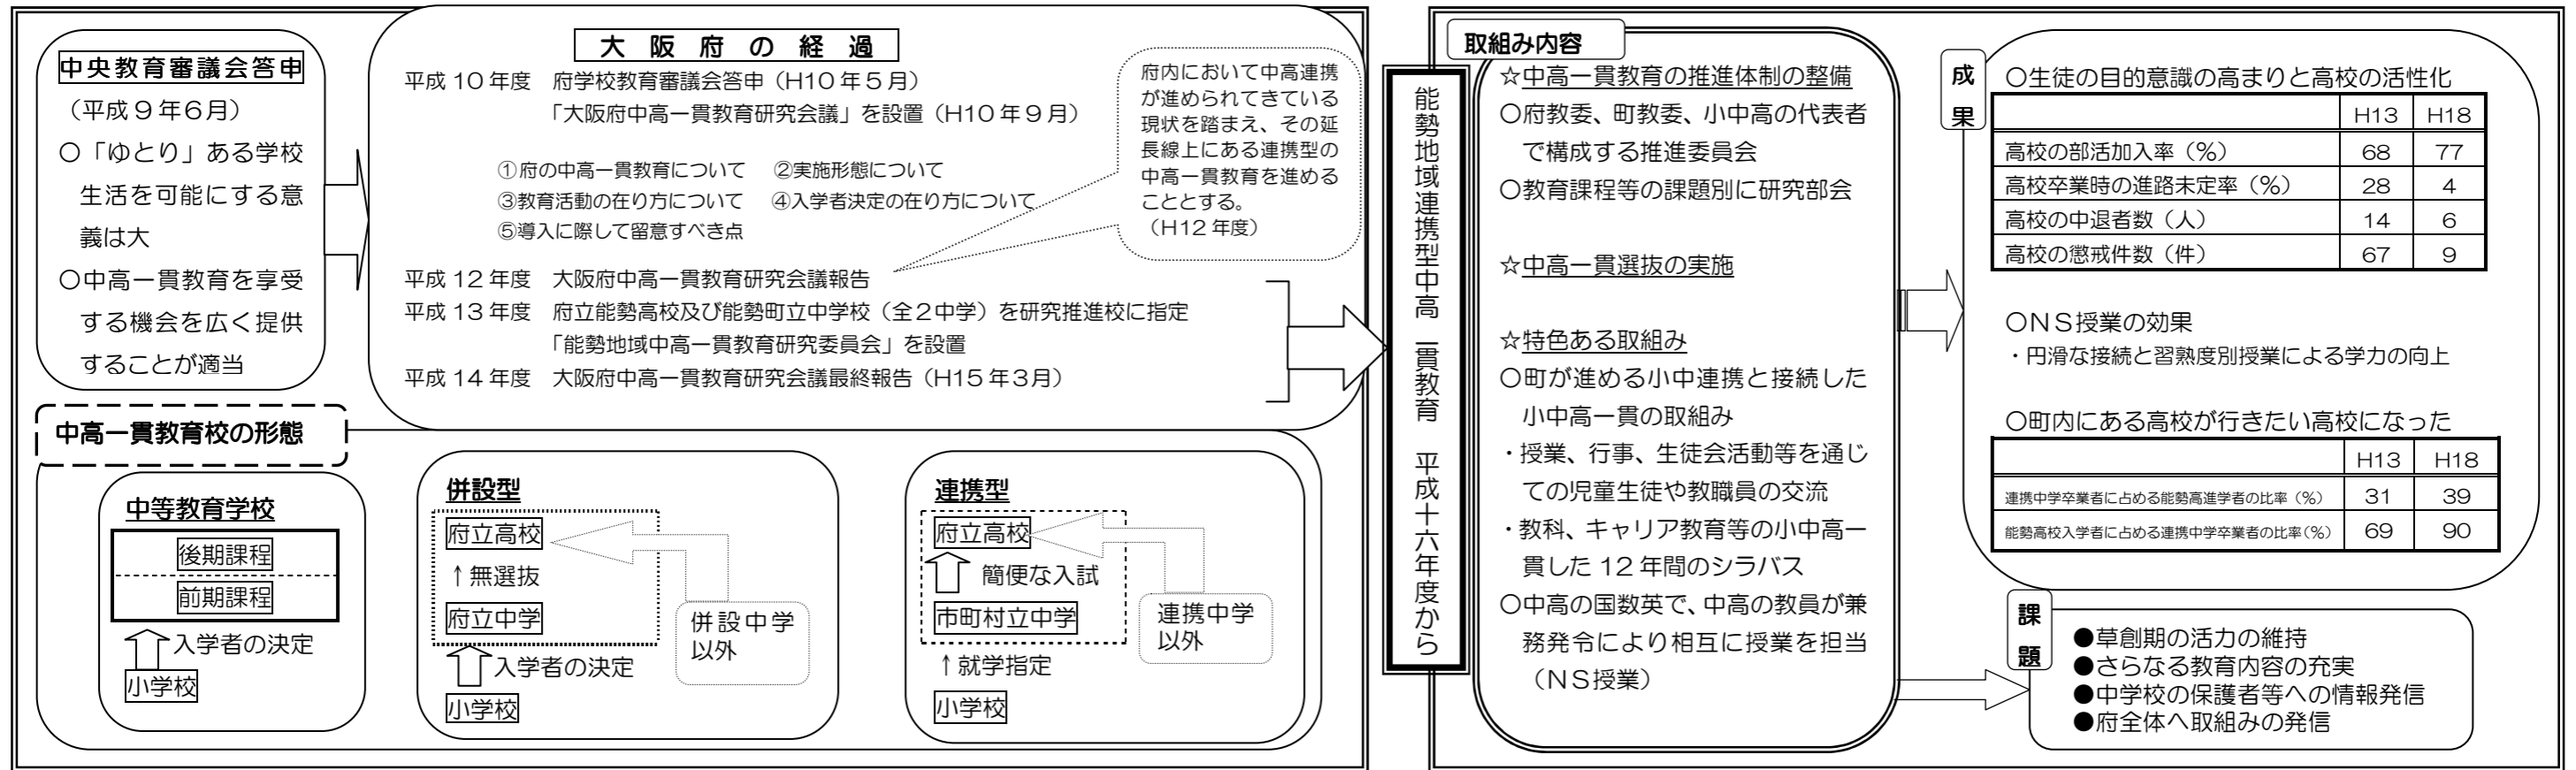 中央教育審議会答申
（平成９年６月）
○「ゆとり」ある学校
生活を可能にする意
義は大
○中高一貫教育を享受
する機会を広く提供
することが適当
大阪府の経過
平成10年度　府学校教育審議会答申（H10年５月）
「大阪府中高一貫教育研究会議」を設置（H10年９月）
①府の中高一貫教育について　②実施形態について
③教育活動の在り方について　④入学者決定の在り方について
⑤導入に際して留意すべき点
平成12年度　大阪府中高一貫教育研究会議報告
平成13年度　府立能勢高校及び能勢町立中学校（全２中学）を研究推進校に指定
「能勢地域中高一貫教育研究委員会」を設置
平成14年度　大阪府中高一貫教育研究会議最終報告（H15年３月）
府内において中高連携
が進められてきている
現状を踏まえ、その延
長線上にある連携型の
中高一貫教育を進める
こととする。
（H12年度）
中高一貫教育校の形態
中等教育学校
後期課程
前期課程
入学者の決定
小学校
併設型
府立高校
↑無選抜
府立中学
入学者の決定
小学校
併設中学
以外
連携型
府立高校
簡便な入試
市町村立中学
↑就学指定
小学校
連携中学
以外
能勢地域連携型中高一貫教育　平成十六年度から
取組み内容
☆中高一貫教育の推進体制の整備
○府教委、町教委、小中高の代表者
で構成する推進委員会
○教育課程等の課題別に研究部会
☆中高一貫選抜の実施
☆特色ある取組み
○町が進める小中連携と接続した
小中高一貫の取組み
・授業、行事、生徒会活動等を通じ
ての児童生徒や教職員の交流
・教科、キャリア教育等の小中高一
貫した12年間のシラバス
○中高の国数英で、中高の教員が兼
務発令により相互に授業を担当
（ＮＳ授業）
成果
○生徒の目的意識の高まりと高校の活性化
H13　H18
高校の部活加入率（％）　68　77
高校卒業時の進路未定率（％）　28　4
高校の中退者数（人）　14　6
高校の懲戒件数（件）　67　9
○ＮＳ授業の効果
・円滑な接続と習熟度別授業による学力の向上
○町内にある高校が行きたい高校になった
H13　H18
連携中学卒業者に占める能勢高進学者の比率（％）　31　39
能勢高校入学者に占める連携中学卒業者の比率（％）　69　90
課題
●草創期の活力の維持
●さらなる教育内容の充実
●中学校の保護者等への情報発信
●府全体へ取組みの発信